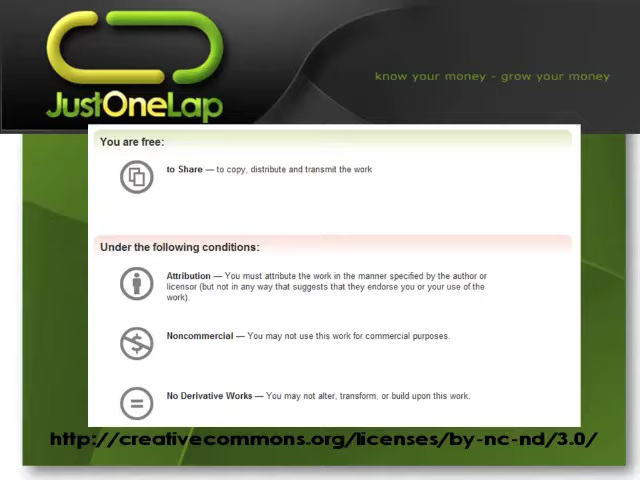 JustOneLap
know your money - grow your money
You are free:
to Share — to copy, distribute and transmit the work
Under the following conditions:
Attribution — You must attribute the work in the manner specified by the author or
licensor (but not in any way that suggests that they endorse you or your use of the
work).
Noncommercial — You may not use this work for commercial purposes.
No Derivative Works — You may not alter, transform, or build upon this work.
http://creativecommons.org/licenses/by-nc-nd/3.0/